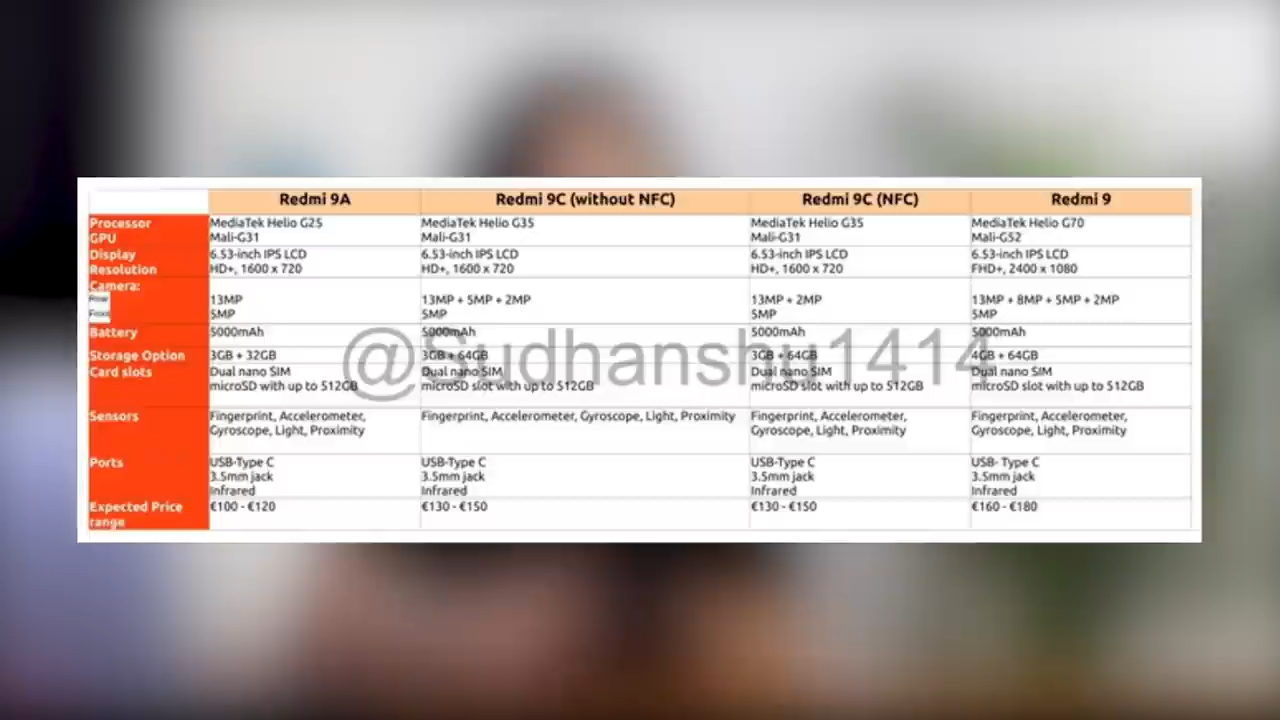 Redmi 9A Redmi 9C (without NFC) Redmi 9C (NFC) Redmi 9
Processor MediaTek Helio G25 MediaTek Helio G35 MediaTek Helio G35 MediaTek Helio G70
GPU Mali-G31 Mali-G31 Mali-G31 Mali-G52
Display 6.53-inch IPS LCD 6.53-inch IPS LCD 6.53-inch IPS LCD 6.53-inch IPS LCD
Resolution HD+, 1600 x 720 HD+, 1600 x 720 HD+, 1600 x 720 FHD+, 2400 x 1080
Camera:
Rear 13MP 13MP + 5MP + 2MP 13MP + 2MP 13MP + 8MP + 5MP + 2MP
Front 5MP 5MP 5MP 5MP
Battery 5000mAh 5000mAh 5000mAh 5000mAh
@Sudhanshu1414
Storage Option 3GB + 32GB 3GB + 64GB 3GB + 64GB 4GB + 64GB
Card slots Dual nano SIM Dual nano SIM Dual nano SIM Dual nano SIM
microSD with up to 512GB microSD slot with up to 512GB microSD slot with up to 512GB microSD slot with up to 512GB
Sensors Fingerprint, Accelerometer, Fingerprint, Accelerometer, Gyroscope, Light, Proximity Fingerprint, Accelerometer, Fingerprint, Accelerometer,
Gyroscope, Light, Proximity Gyroscope, Light, Proximity Gyroscope, Light, Proximity
Ports USB-Type C USB-Type C USB-Type C USB- Type C
3.5mm jack 3.5mm jack 3.5mm jack 3.5mm jack
Infrared Infrared Infrared Infrared
Expected Price €100 - €120 €130 - €150 €130 - €150 €160 - €180
range